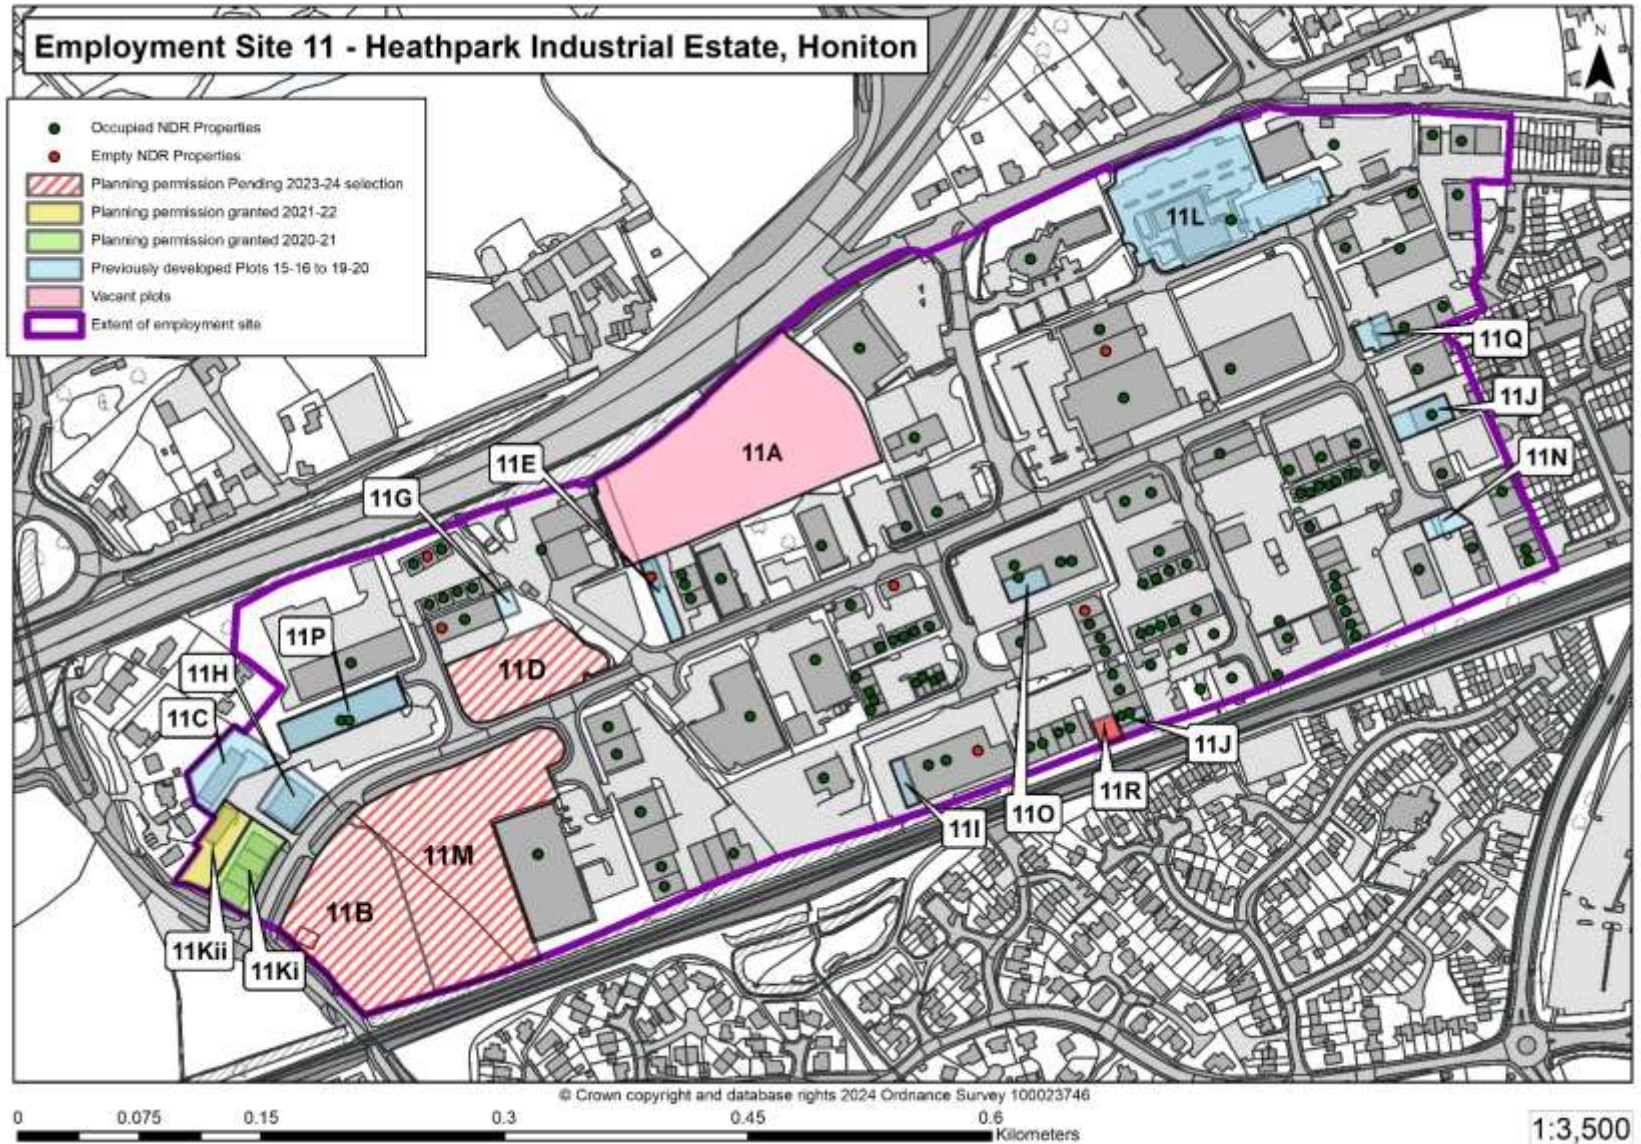 Employment Site 11 - Heathpark Industrial Estate, Honiton
N
Occupied NDR Properties
Empty NDR Properties
Planning permission Pending 2023-24 selection
Planning permission granted 2021-22
Planning permission granted 2020-21
Previously developed Plots 15-16 to 19-20
Vacant plots
Extent of employment site
11L
11Q
11J
11A
11E
11N
11G
11P
11D
11H
11C
11J
11R
11O
11I
11M
11B
11Kii
11Ki
© Crown copyright and database rights 2024 Ordnance Survey 100023746
0 0.075 0.15 0.3 0.45 0.6
Kilometers
1:3,500